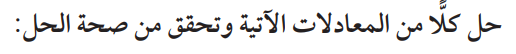 حل كلًّا من المعادلات الآتية وتحقق من صحة الحل: